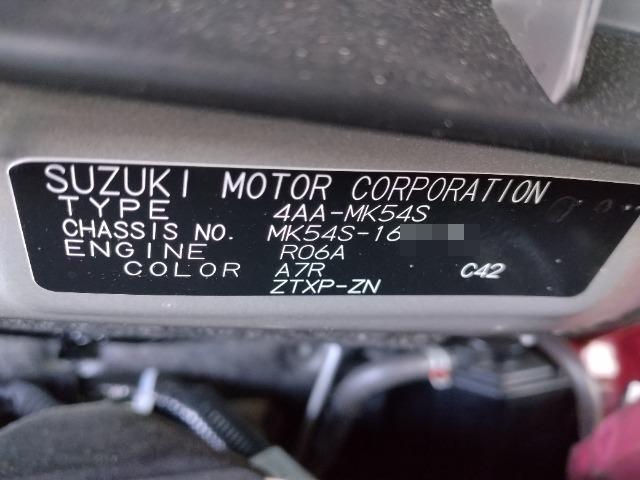 SUZUKI MOTOR CORPORATION
TYPE 4AA-MK54S
CHASSIS NO. MK54S-16
ENGINE R06A
COLOR A7R C42
ZTXP-ZN